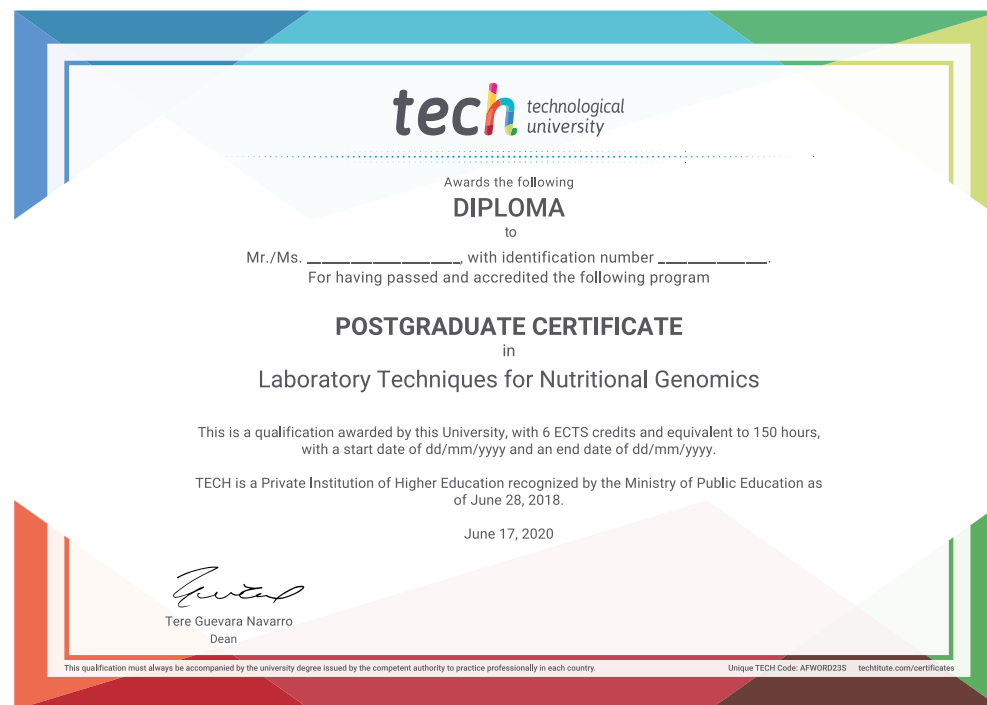 tech technological
university
Awards the following
DIPLOMA
to
Mr./Ms. ____________________, with identification number ______________.
For having passed and accredited the following program
POSTGRADUATE CERTIFICATE
in
Laboratory Techniques for Nutritional Genomics
This is a qualification awarded by this University, with 6 ECTS credits and equivalent to 150 hours,
with a start date of dd/mm/yyyy and an end date of dd/mm/yyyy.
TECH is a Private Institution of Higher Education recognized by the Ministry of Public Education as
of June 28, 2018.
June 17, 2020
Tere Guevara Navarro
Dean
This qualification must always be accompanied by the university degree issued by the competent authority to practice professionally in each country.
Unique TECH Code: AFWORD23S techtitute.com/certificates